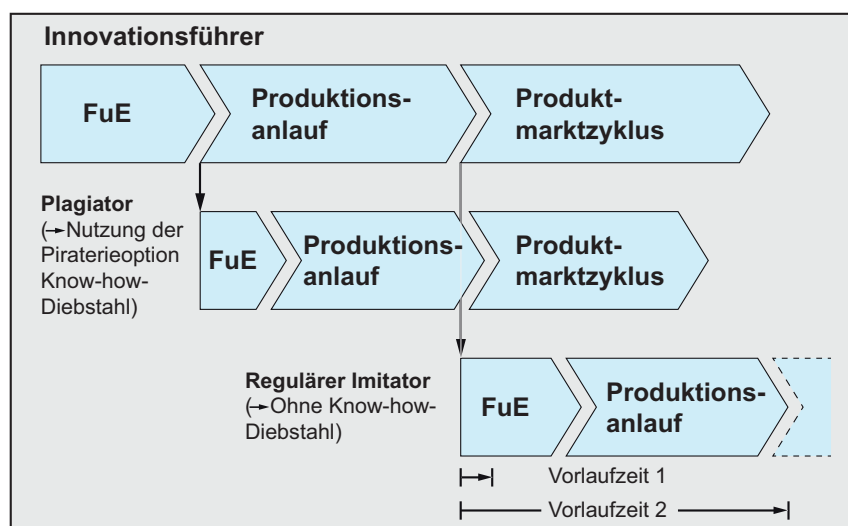 Innovationsführer
FuE
Produktions-
anlauf
Produkt-
marktzyklus
Plagiator
(→Nutzung der
Piraterieoption
Know-how-
Diebstahl)
FuE
Produktions-
anlauf
Produkt-
marktzyklus
Regulärer Imitator
(→Ohne Know-how-
Diebstahl)
FuE
Produktions-
anlauf
Vorlaufzeit 1
Vorlaufzeit 2